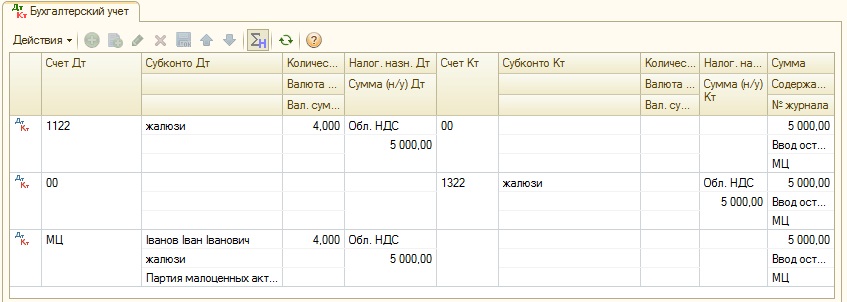 Дт Кт Бухгалтерский учет
Действия
Счет Дт Субконто Дт Количес... Налог. назн. Дт Счет Кт Субконто Кт Количес... Налог. на... Сумма
Валюта ... Сумма (н/у) Дт Валюта ... Сумма (н/у) Кт Содержа...
Вал. сум... Вал. су... № журнала
Дт Кт 1122 жалюзи 4,000 Обл. НДС 00 5 000,00
5 000,00 Ввод ост...
МЦ
Дт Кт 00 1322 жалюзи Обл. НДС 5 000,00
5 000,00 Ввод ост...
МЦ
Дт Кт МЦ Іванов Іван Іванович 4,000 Обл. НДС 5 000,00
жалюзи 5 000,00 Ввод ост...
Партия малоценных акт... МЦ